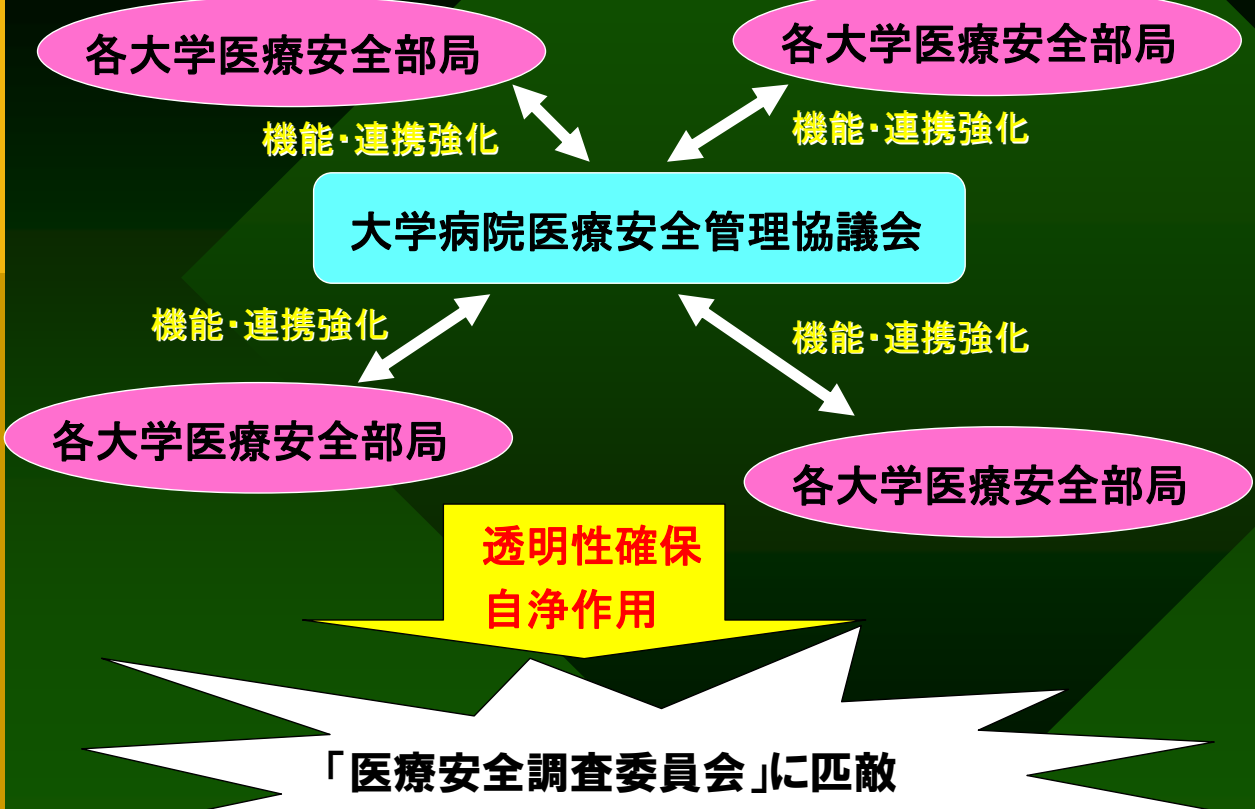 各大学医療安全部局
各大学医療安全部局
機能・連携強化
機能・連携強化
大学病院医療安全管理協議会
機能・連携強化
機能・連携強化
各大学医療安全部局
各大学医療安全部局
透明性確保
自浄作用
「医療安全調査委員会」に匹敵